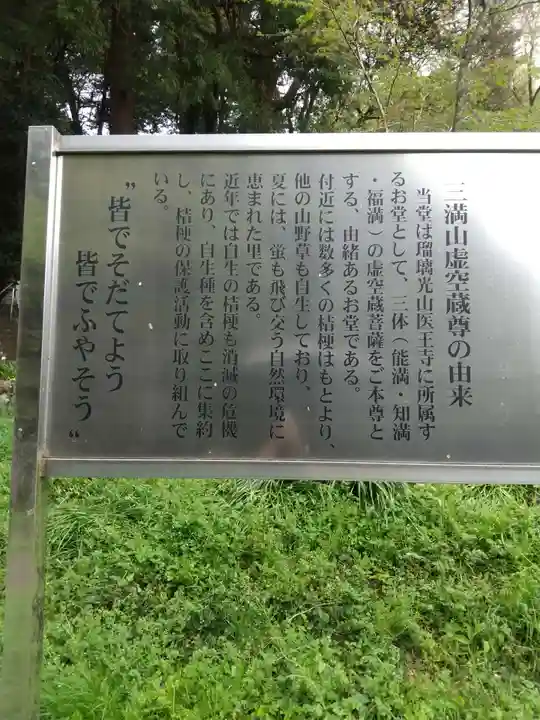 三満山虚空蔵尊の由来
当堂は瑠璃光山医王寺に所属す
るお堂として、三体（能満・知満
・福満）の虚空蔵菩薩をご本尊と
する、由緒あるお堂である。
付近には数多くの桔梗はもとより、
他の山野草も自生しており、
夏には、蛍も飛び交う自然環境に
恵まれた里である。
近年では自生の桔梗も消滅の危機
にあり、自生種を含めここに集約
し、桔梗の保護活動に取り組んで
いる。
"皆でそだてよう
皆でふやそう"